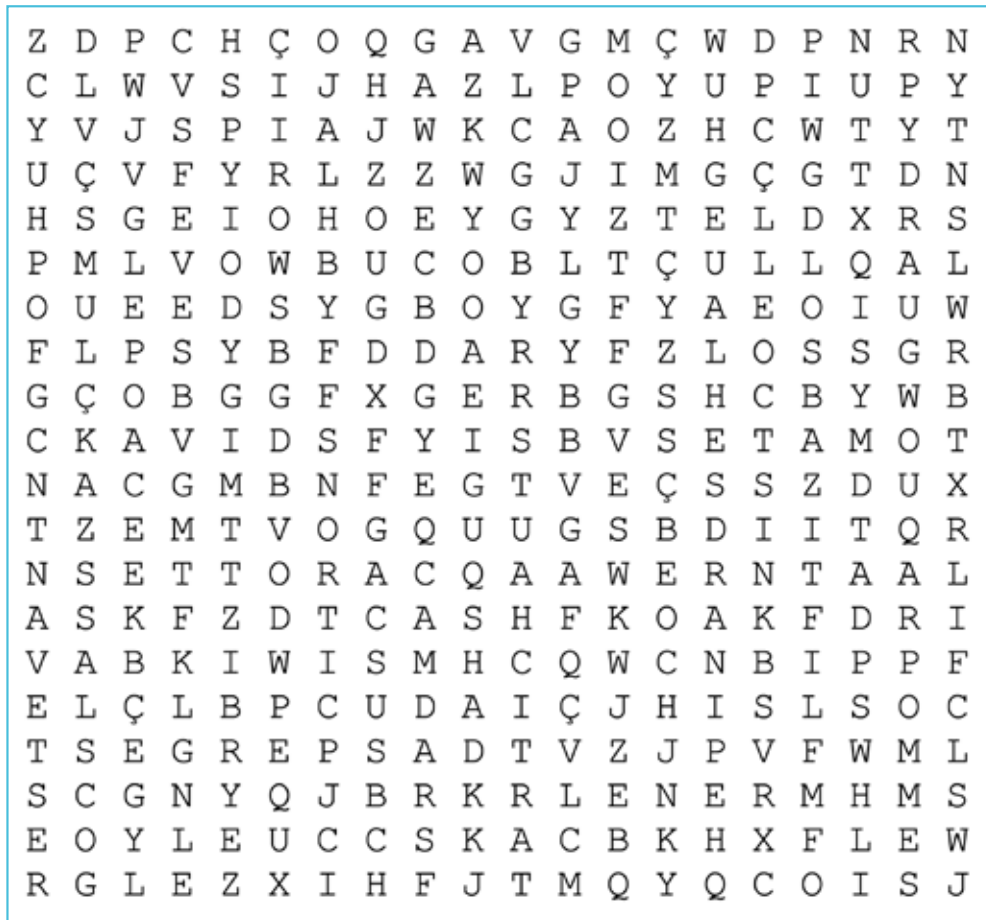 Z D P C H Ç O Q G A V G M Ç W D P N R N
C L W V S I J H A Z L P O Y U P I U P Y
Y V J S P I A J W K C A O Z H C W T Y T
U Ç V F Y R L Z Z W G J I M G Ç G T D N
H S G E I O H O E Y G Y Z T E L D X R S
P M L V O W B U C O B L T Ç U L L Q A L
O U E E D S Y G B O Y G F Y A E O I U W
F L P S Y B F D D A R Y F Z L O S S G R
G Ç O B G G F X G E R B G S H C B Y W B
C K A V I D S F Y I S B V S E T A M O T
N A C G M B N F E G T V E Ç S S Z D U X
T Z E M T V O G Q U U G S B D I I T Q R
N S E T T O R A C Q A A W E R N T A A L
A S K F Z D T C A S H F K O A K F D R I
V A B K I W I S M H C Q W C N B I P P F
E L Ç L B P C U D A I Ç J H I S L S O C
T S E G R E P S A D T V Z J P V F W M L
S C G N Y Q J B R K R L E N E R M H M S
E O Y L E U C C S K A C B K H X F L E W
R G L E Z X I H F J T M Q Y Q C O I S J